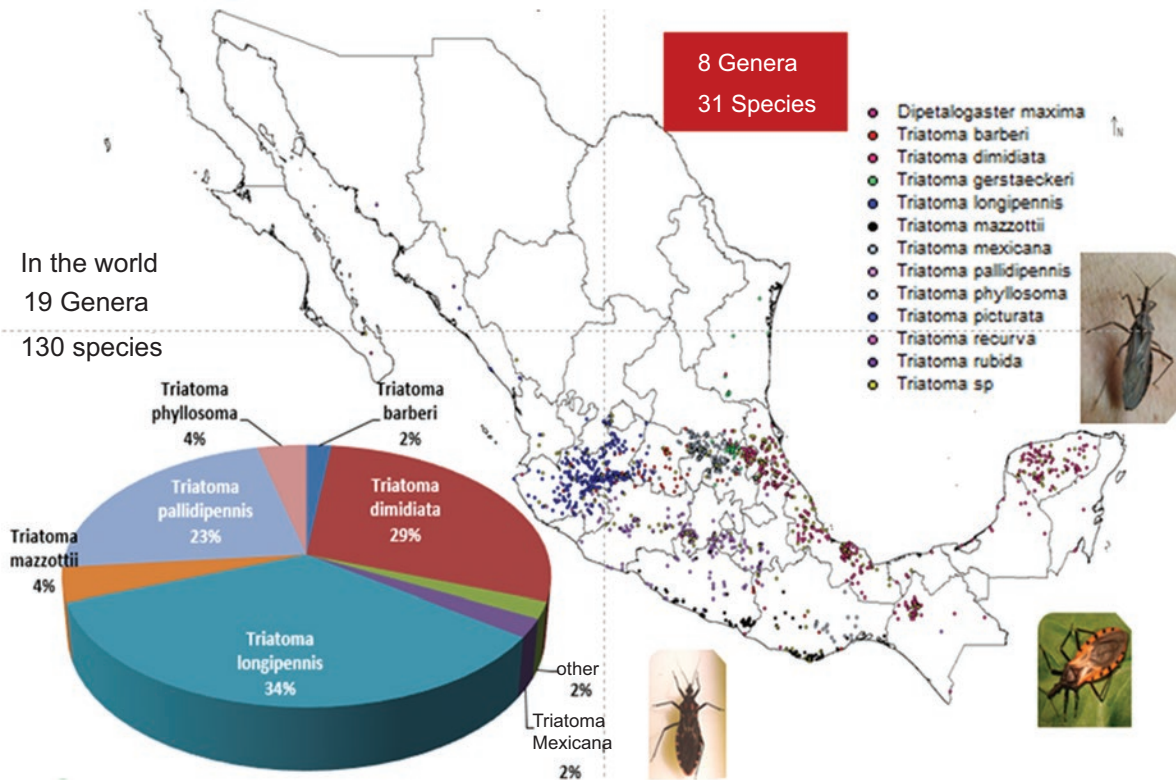 8 Genera
31 Species
Dipetalogaster maxima
Triatoma barberi
Triatoma dimidiata
Triatoma gerstaeckeri
Triatoma longipennis
Triatoma mazzottii
Triatoma mexicana
Triatoma pallidipennis
Triatoma phyllosoma
Triatoma picturata
Triatoma recurva
Triatoma rubida
Triatoma sp
N
In the world
19 Genera
130 species
Triatoma
phyllosoma
4%
Triatoma
barberi
2%
Triatoma
pallidipennis
23%
Triatoma
dimidiata
29%
Triatoma
mazzottii
4%
Triatoma
longipennis
34%
other
2%
Triatoma
Mexicana
2%